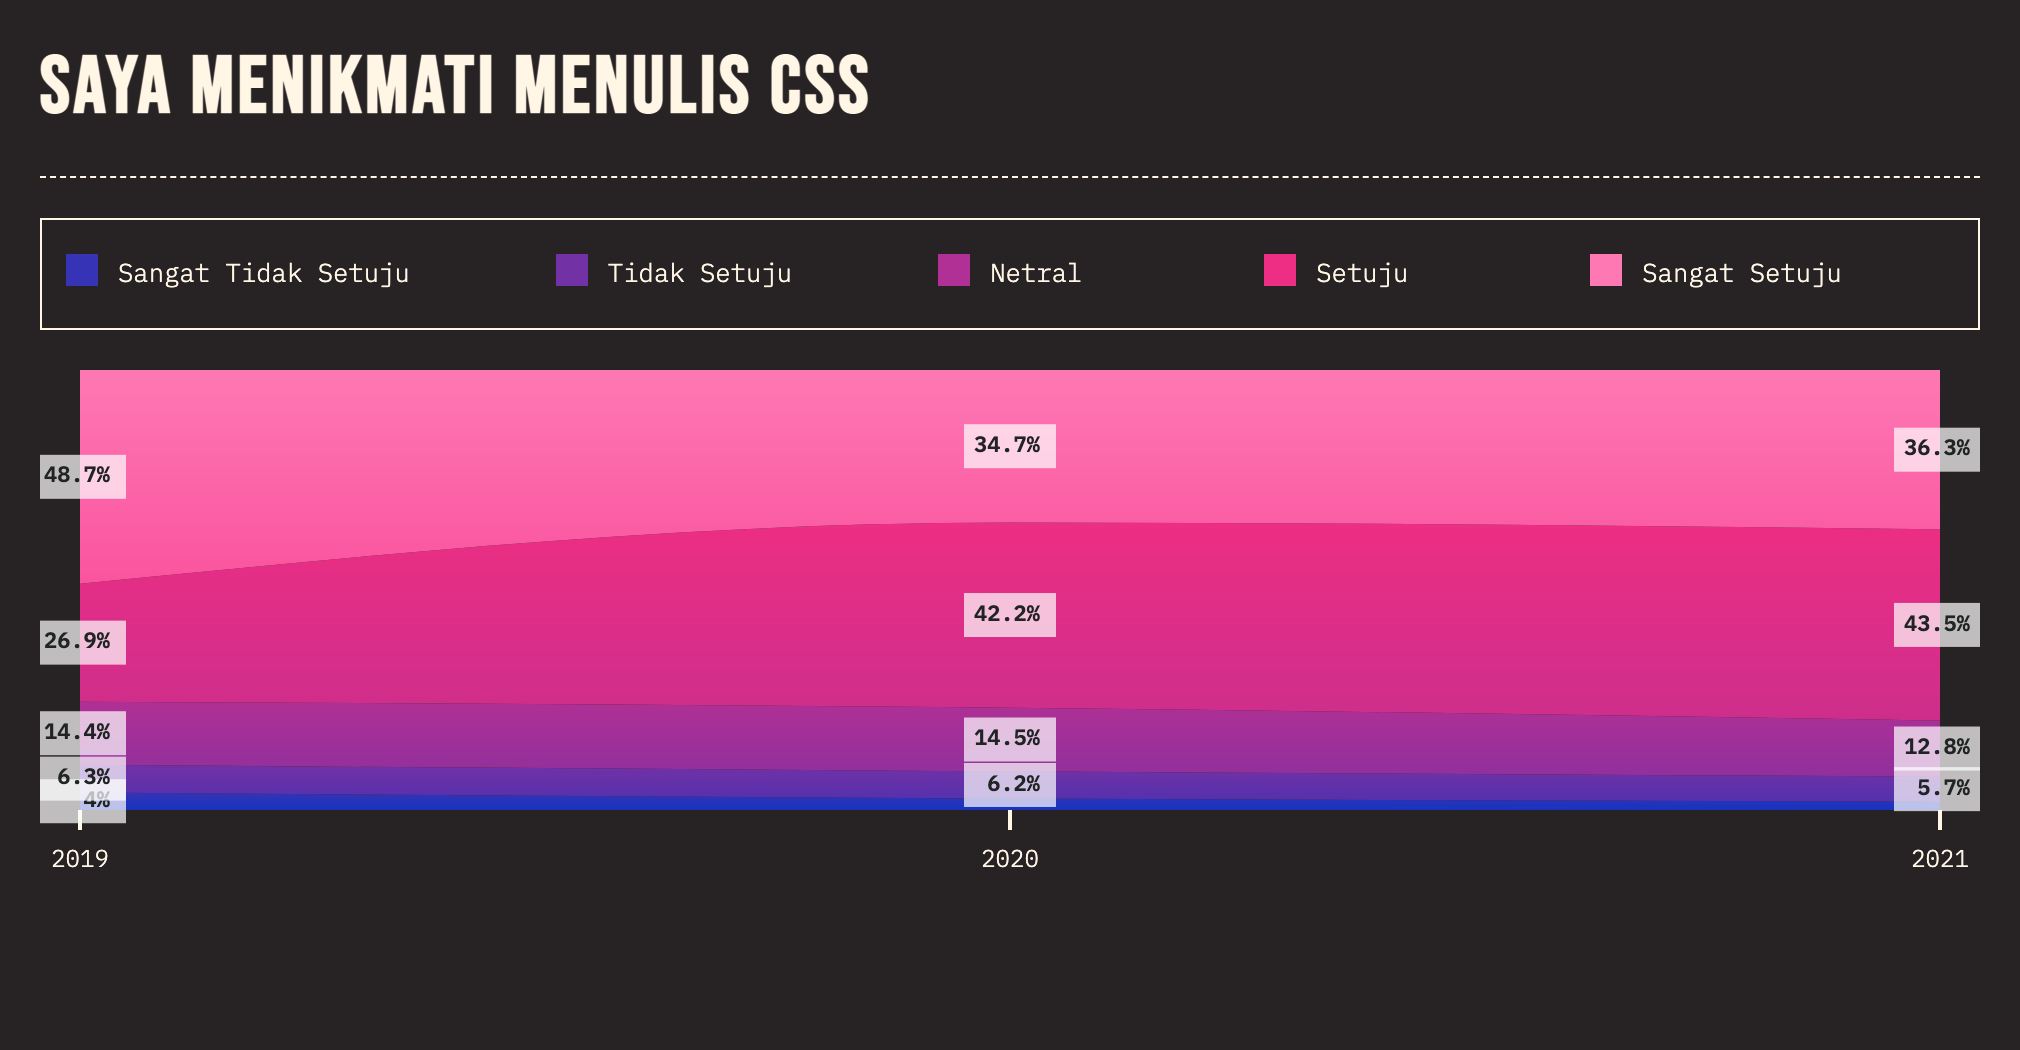 SAYA MENIKMATI MENULIS CSS
Sangat Tidak Setuju
Tidak Setuju
Netral
Setuju
Sangat Setuju
48.7%
34.7%
36.3%
26.9%
42.2%
43.5%
14.4%
14.5%
12.8%
6.3%
6.2%
5.7%
4%
2019
2020
2021